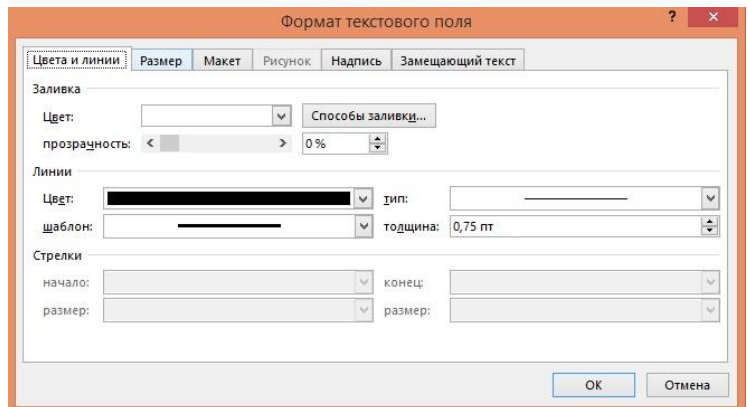 Формат текстового поля ? ×
Цвета и линии Размер Макет Рисунок Надпись Замещающий текст
Заливка
Цвет: Способы заливки...
прозрачность: 0 %
Линии
Цвет: тип:
шаблон: толщина: 0,75 пт
Стрелки
начало: конец:
размер: размер:
ОК Отмена